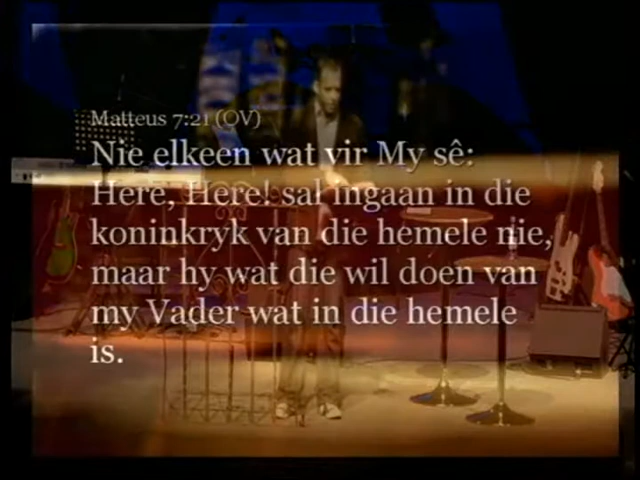 Matteus 7:21 (OV)
Nie elkeen wat vir My sê:
Here, Here! sal ingaan in die
koninkryk van die hemele nie,
maar hy wat die wil doen van
my Vader wat in die hemele
is.